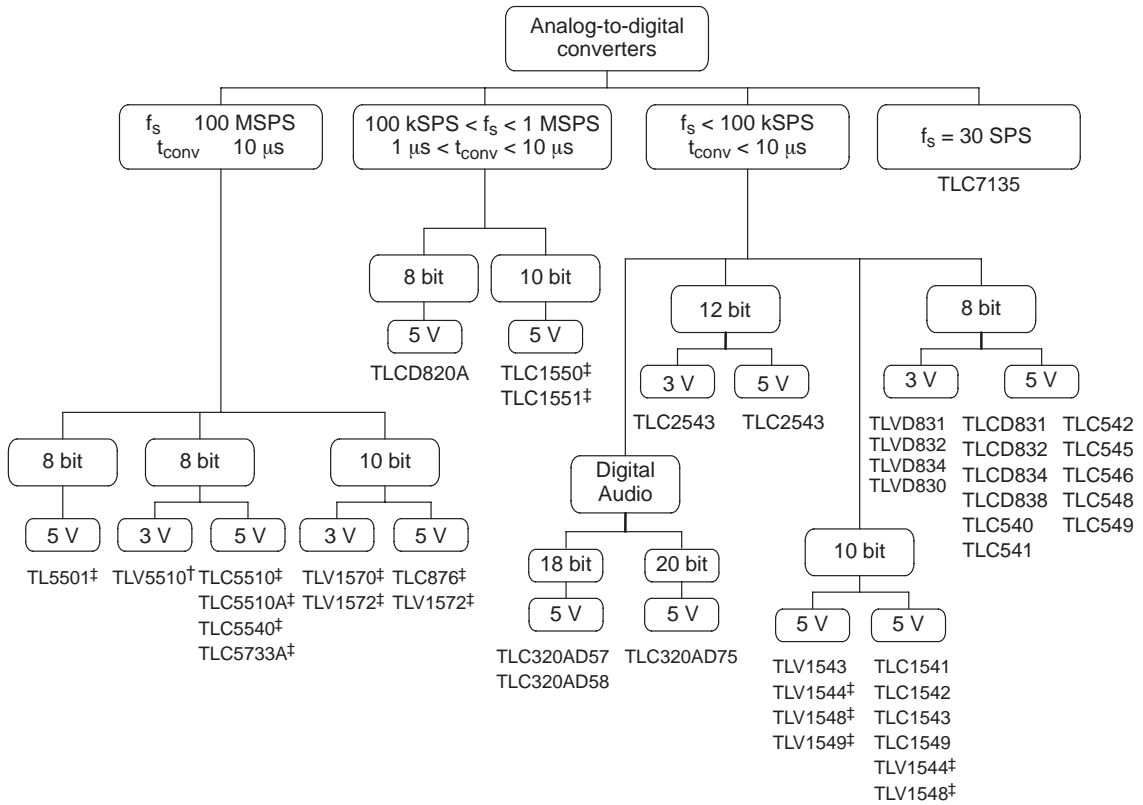 Analog-to-digital
converters
fs 100 MSPS
tconv 10 μs
100 kSPS < fs < 1 MSPS
1 μs < tconv < 10 μs
fs < 100 kSPS
tconv < 10 μs
fs = 30 SPS
TLC7135
8 bit
10 bit
5 V
5 V
TLCD820A
TLC1550‡
TLC1551‡
12 bit
3 V
5 V
TLC2543
TLC2543
8 bit
3 V
5 V
TLVD831
TLVD832
TLVD834
TLVD830
TLCD831
TLCD832
TLCD834
TLCD838
TLC540
TLC541
TLC542
TLC545
TLC546
TLC548
TLC549
8 bit
5 V
TL5501‡
8 bit
3 V
5 V
TLV5510†
TLC5510‡
TLC5510A‡
TLC5540‡
TLC5733A‡
10 bit
3 V
5 V
TLV1570‡
TLV1572‡
TLC876‡
TLV1572‡
Digital
Audio
18 bit
20 bit
5 V
5 V
TLC320AD57
TLC320AD58
TLC320AD75
10 bit
5 V
5 V
TLV1543
TLV1544‡
TLV1548‡
TLV1549‡
TLC1541
TLC1542
TLC1543
TLC1549
TLV1544‡
TLV1548‡